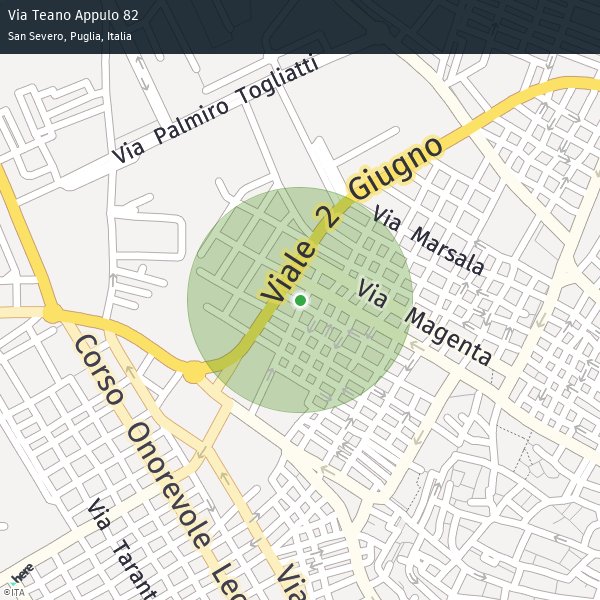 Via Teano Appulo 82
San Severo, Puglia, Italia
Via Palmiro Togliatti
Viale 2 Giugno
Via Marsala
Via Magenta
Corso Onorevole Leo
Via Tarant
Via
here
©ITA